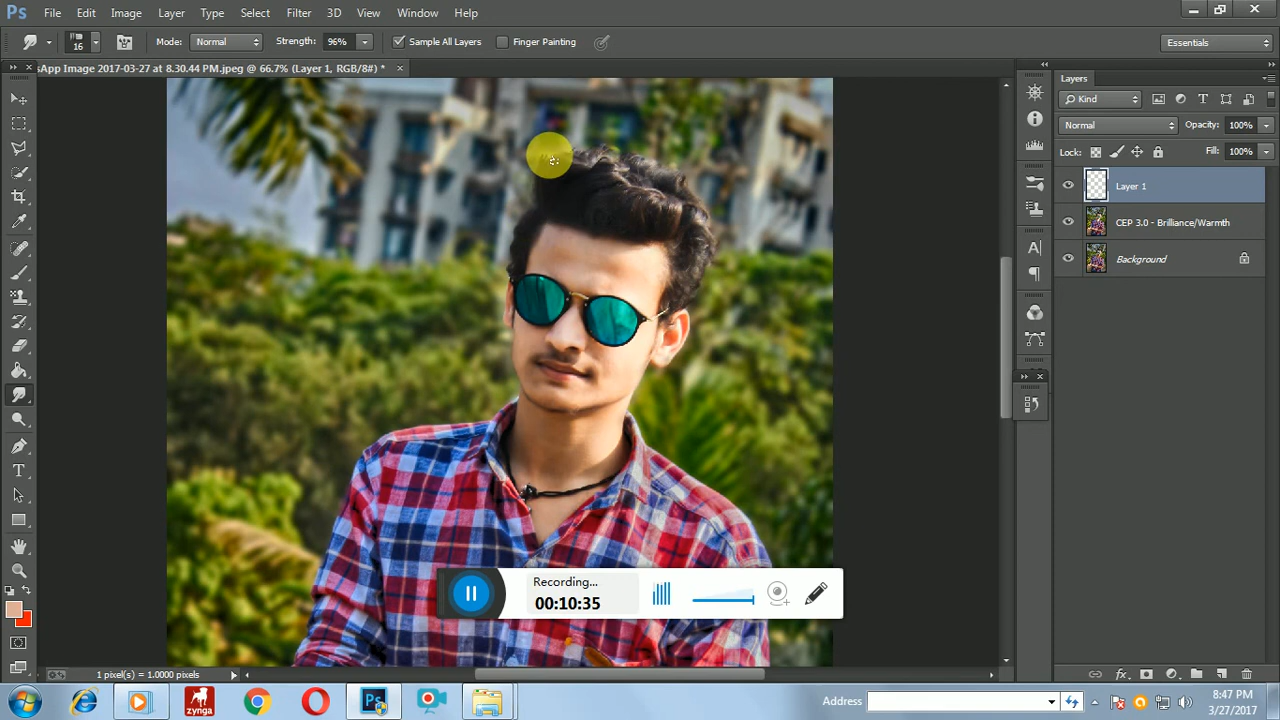 Ps File Edit Image Layer Type Select Filter 3D View Window Help
16 Mode: Normal Strength: 96% Sample All Layers Finger Painting Essentials
sApp Image 2017-03-27 at 8.30.44 PM.jpeg @ 66.7% (Layer 1, RGB/8#) * ×
Layers
Kind
Normal Opacity: 100%
Lock: Fill: 100%
Layer 1
CEP 3.0 - Brilliance/Warmth
Background
Recording...
00:10:35
1 pixel(s) = 1.0000 pixels
zynga Ps Address 8:47 PM
3/27/2017